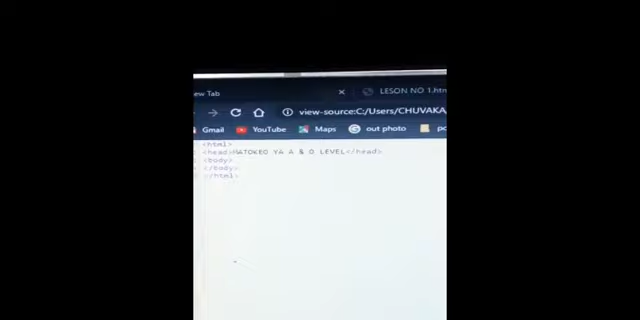 ew Tab
LESON NO 1.htm
view-source:C:/Users/CHUVAKA
Gmail YouTube Maps out photo po
<html>
<head>MATOKEO YA A & O LEVEL</head>
<body>
</body>
</html>